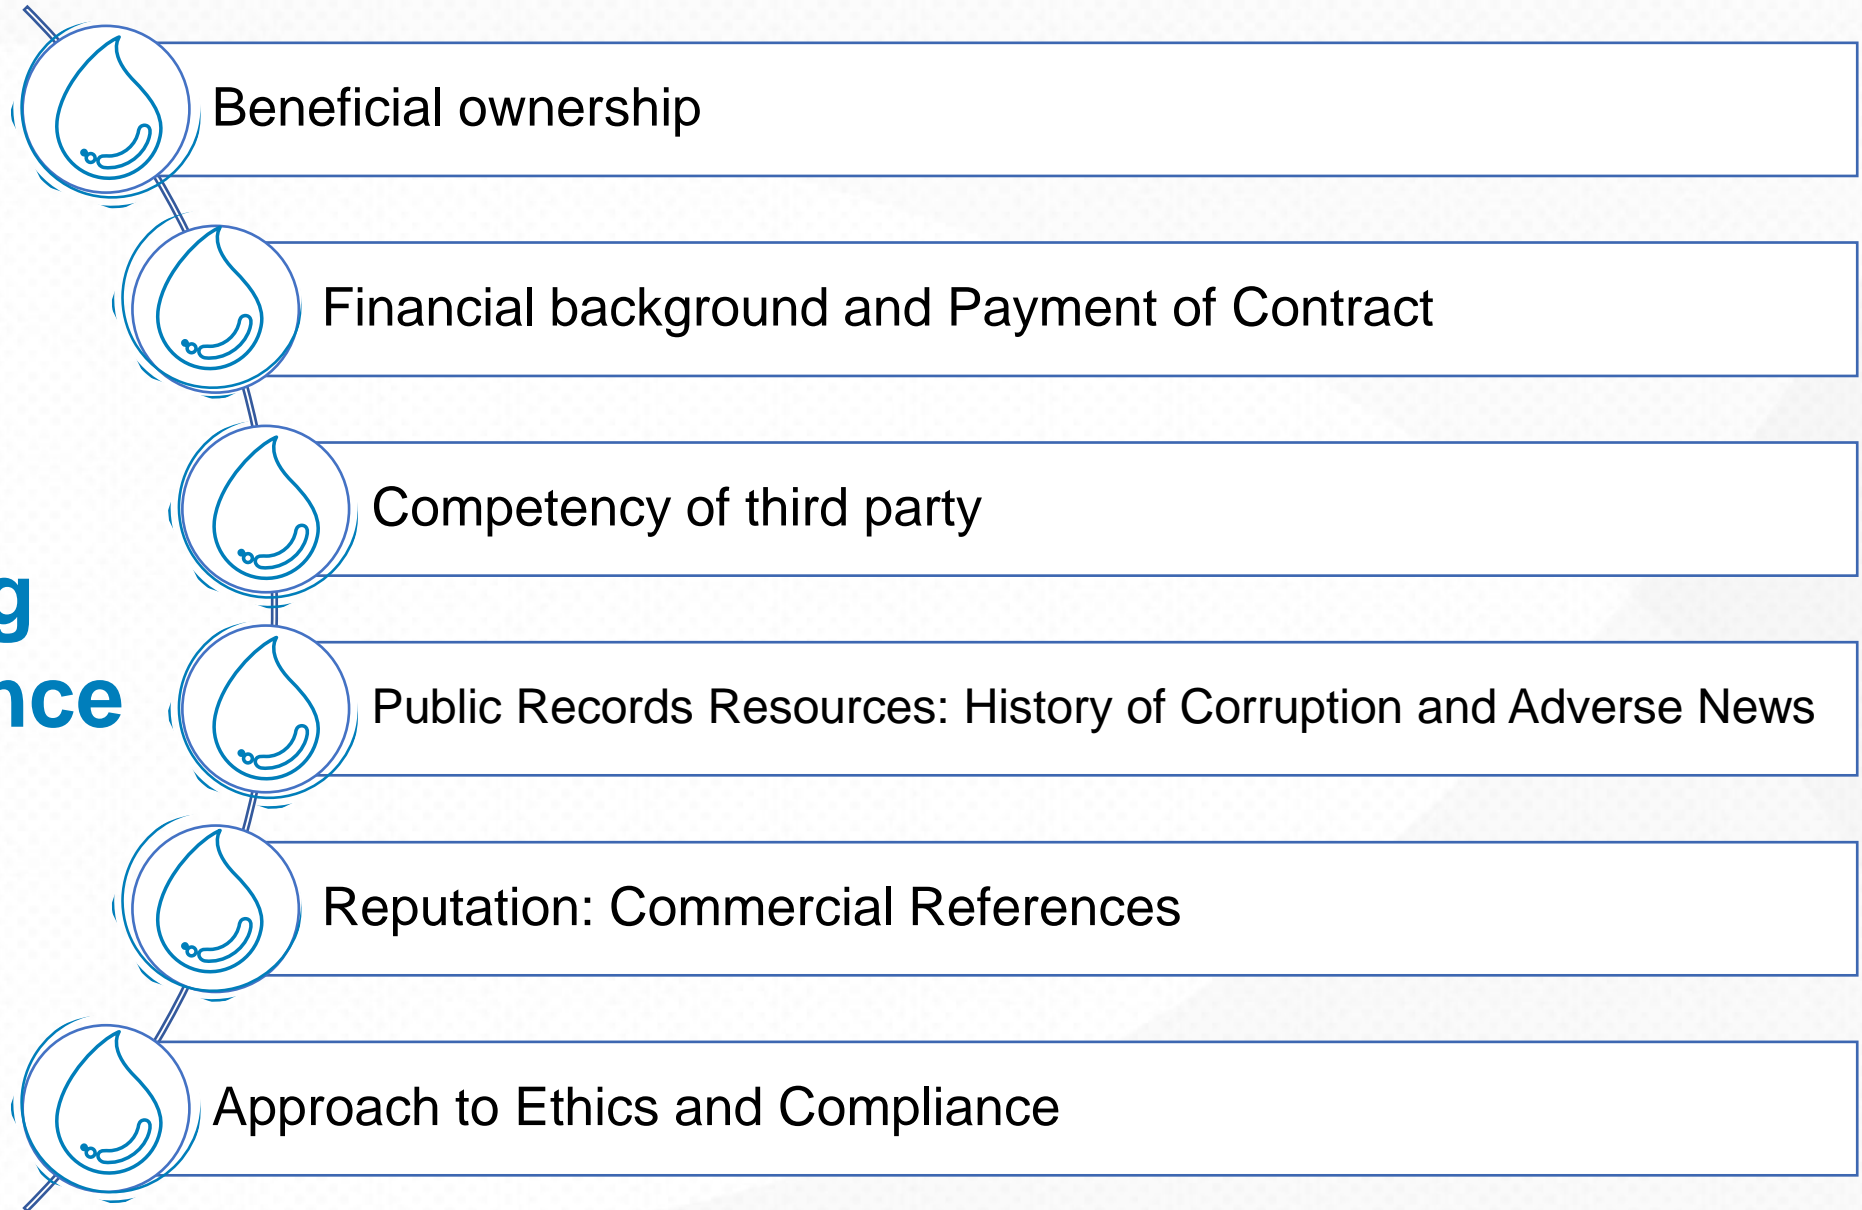 Beneficial ownership
Financial background and Payment of Contract
Competency of third party
Public Records Resources: History of Corruption and Adverse News
Reputation: Commercial References
Approach to Ethics and Compliance